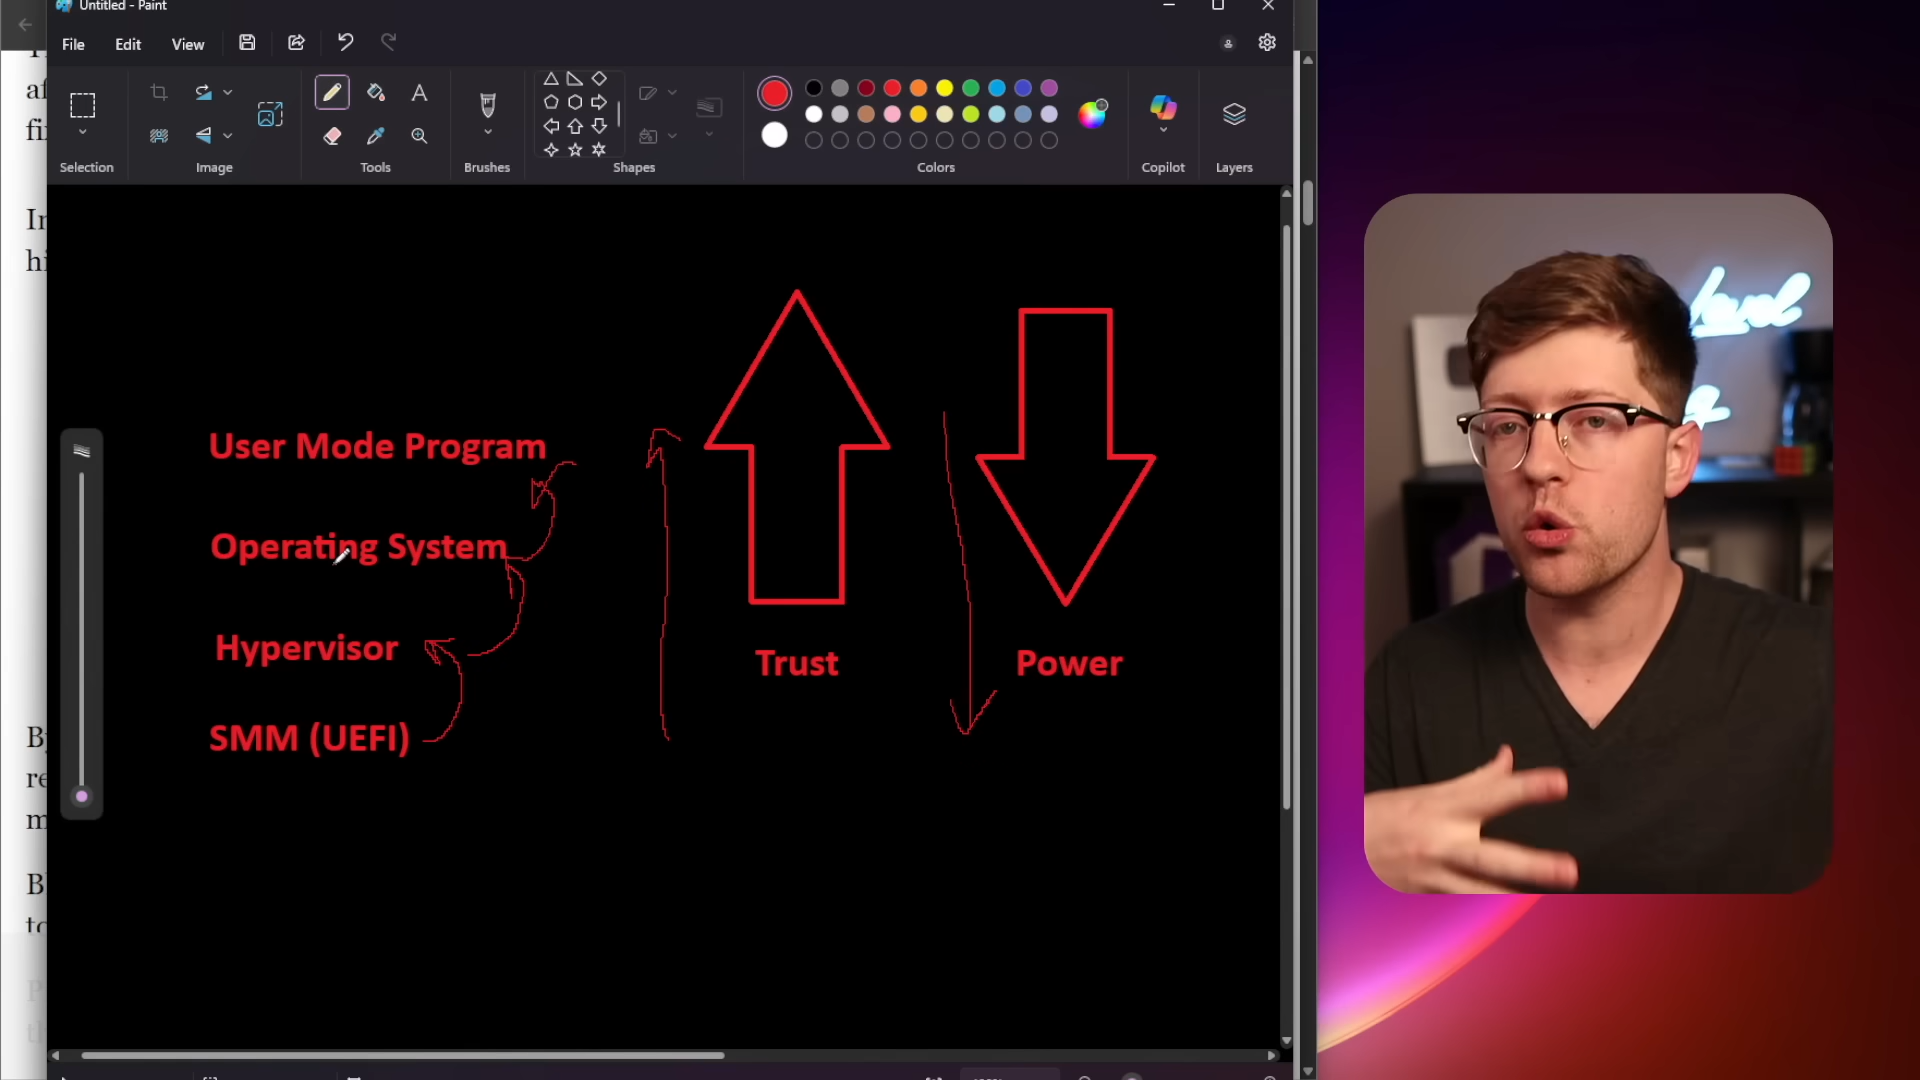 Untitled - Paint
File
Edit
View
Selection
Image
Tools
Brushes
Shapes
Colors
Copilot
Layers
User Mode Program
Operating System
Hypervisor
SMM (UEFI)
Trust
Power